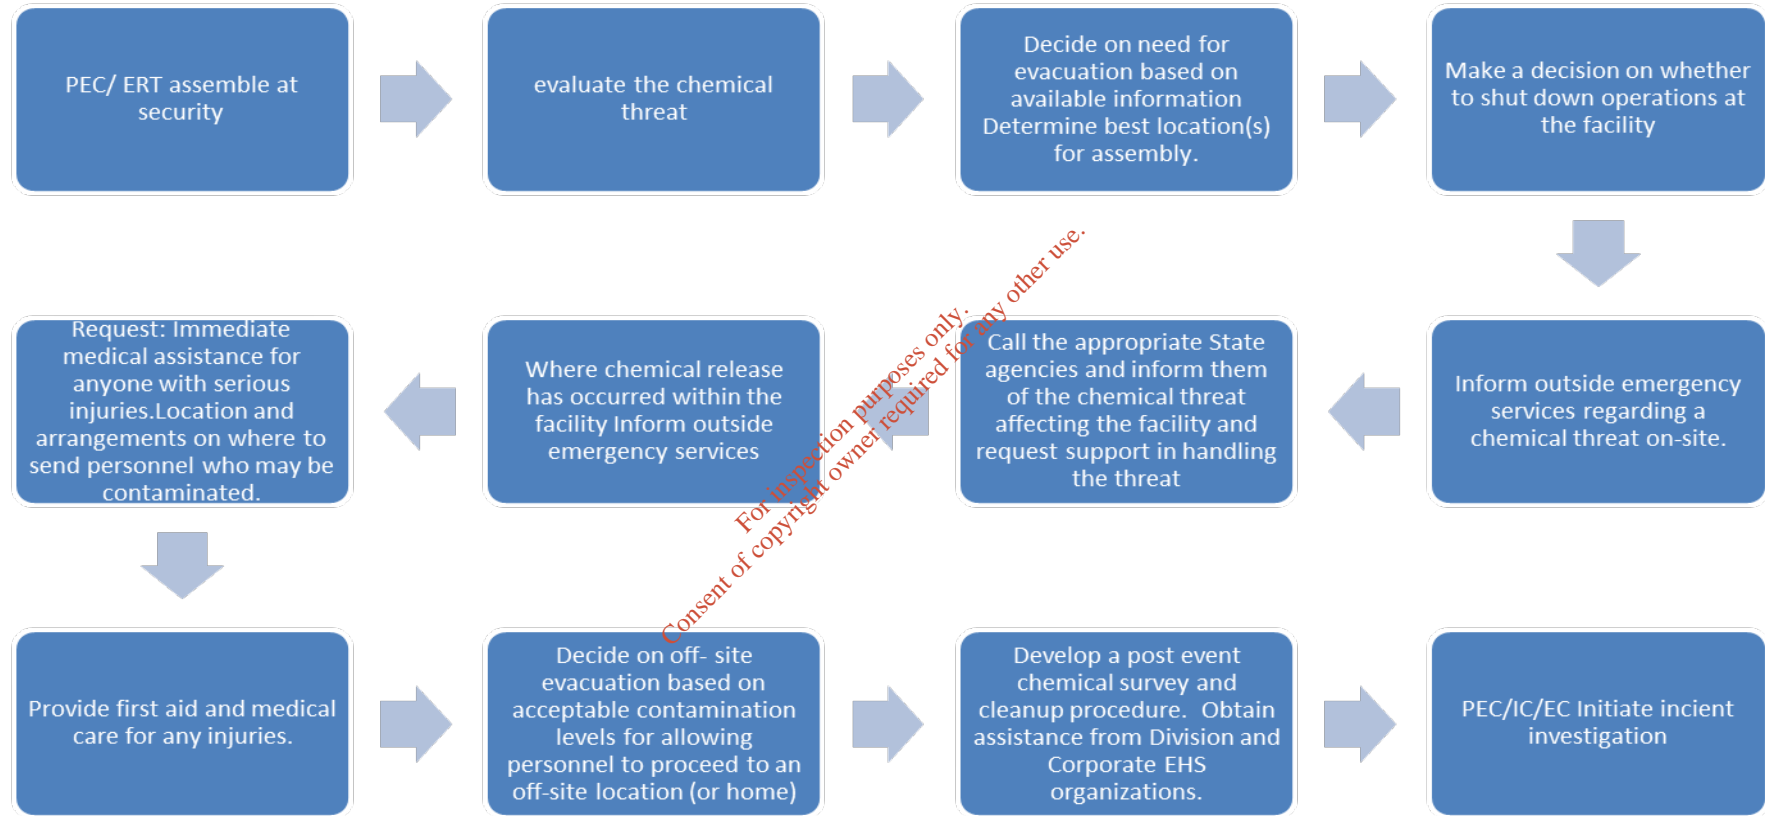 PEC/ ERT assemble at
security
evaluate the chemical
threat
Decide on need for
evacuation based on
available information
Determine best location(s)
for assembly.
Make a decision on whether
to shut down operations at
the facility
Inform outside emergency
services regarding a
chemical threat on-site.
Call the appropriate State
agencies and inform them
of the chemical threat
affecting the facility and
request support in handling
the threat
Where chemical release
has occurred within the
facility Inform outside
emergency services
Request: Immediate
medical assistance for
anyone with serious
injuries.Location and
arrangements on where to
send personnel who may be
contaminated.
Provide first aid and medical
care for any injuries.
Decide on off- site
evacuation based on
acceptable contamination
levels for allowing
personnel to proceed to an
off-site location (or home)
Develop a post event
chemical survey and
cleanup procedure.  Obtain
assistance from Division and
Corporate EHS
organizations.
PEC/IC/EC Initiate incient
investigation
For inspection purposes only.
Consent of copyright owner required for any other use.